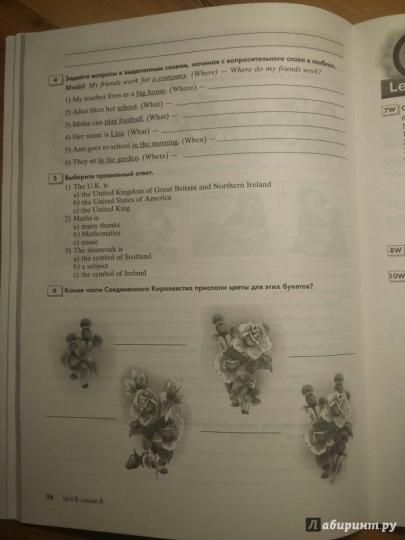 4 Задайте вопросы к выделенным словам, начиная с вопросительного слова в скобках.
Model: My friends work for a company. (Where) — Where do my friends work?
1) My teacher lives in a big house. (Where) —
2) Alice likes her school. (What) —
3) Misha can play football. (What) —
4) Her name is Liza. (What) —
5) Ann goes to school in the morning. (When) —
6) They sit in the garden. (Where) —
5 Выберите правильный ответ.
1) The U.K. is
a) the United Kingdom of Great Britain and Northern Ireland
b) the United States of America
c) the United King
2) Maths is
a) many thanks
b) Mathematics
c) music
3) The shamrock is
a) the symbol of Scotland
b) a subject
c) the symbol of Ireland
6 Какие части Соединенного Королевства прислали цветы для этих букетов?
36 Unit 8 Lesson 8
Le
7W
8W
10W
Лабиринт.ру